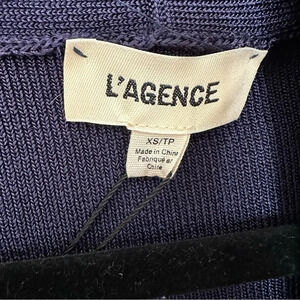 L'AGENCE
XS/TP
Made in China
Fabriqué en
Chine